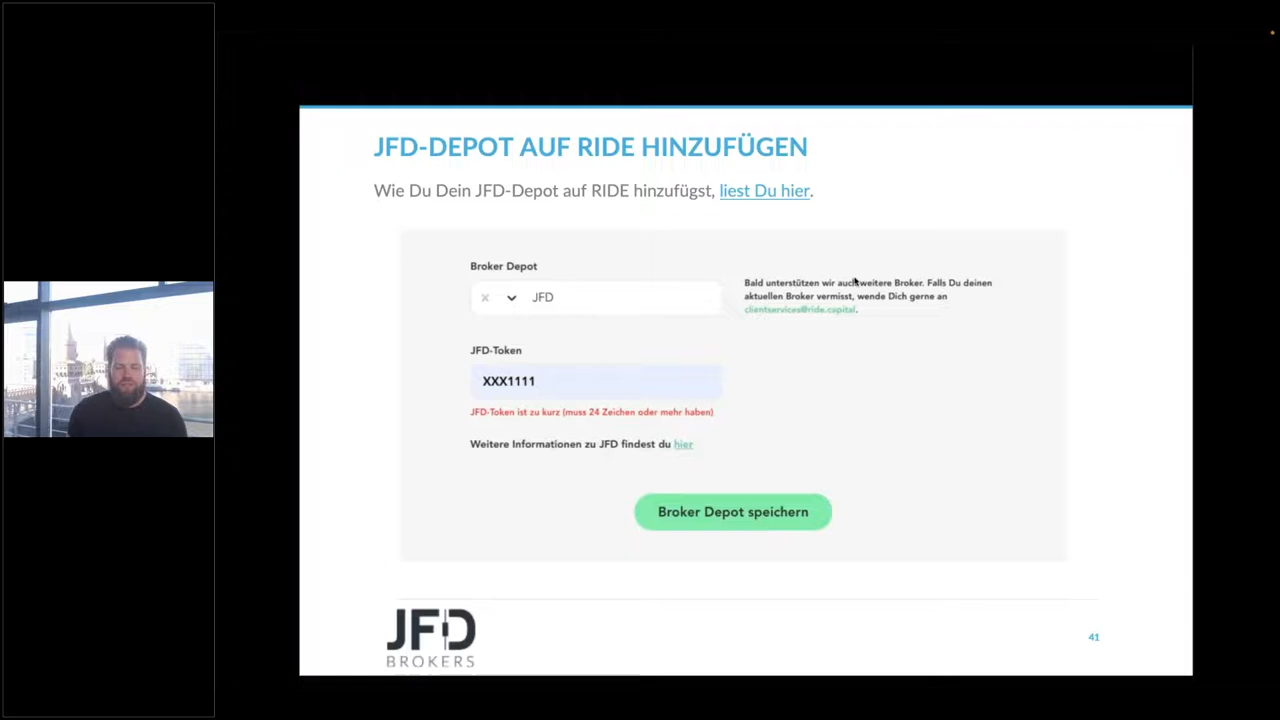 JFD-DEPOT AUF RIDE HINZUFÜGEN
Wie Du Dein JFD-Depot auf RIDE hinzufügst, liest Du hier.
Broker Depot
JFD
Bald unterstützen wir auch weitere Broker. Falls Du deinen
aktuellen Broker vermisst, wende Dich gerne an
clientservices@ride.capital.
JFD-Token
XXX1111
JFD-Token ist zu kurz (muss 24 Zeichen oder mehr haben)
Weitere Informationen zu JFD findest du hier
Broker Depot speichern
JFD
BROKERS
41